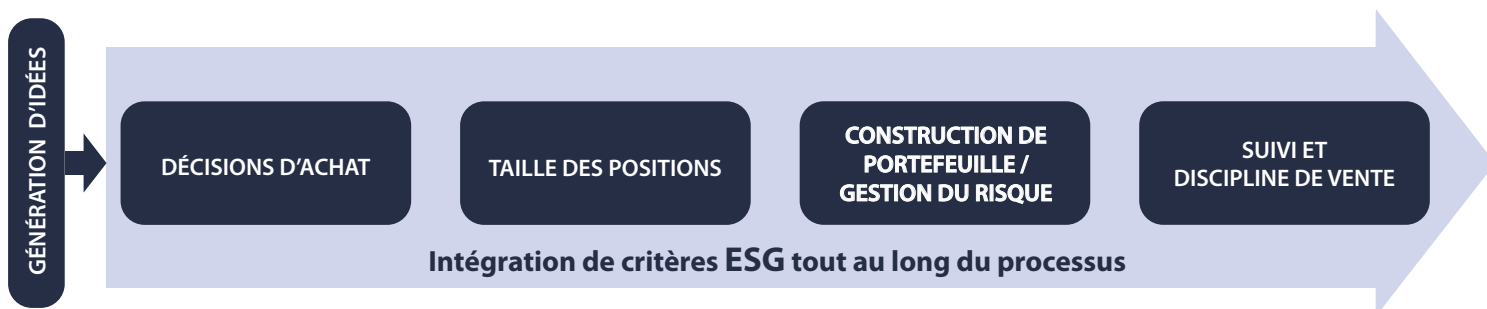 GÉNÉRATION D'IDÉES
DÉCISIONS D'ACHAT
TAILLE DES POSITIONS
CONSTRUCTION DE
PORTEFEUILLE /
GESTION DU RISQUE
SUIVI ET
DISCIPLINE DE VENTE
Intégration de critères ESG tout au long du processus